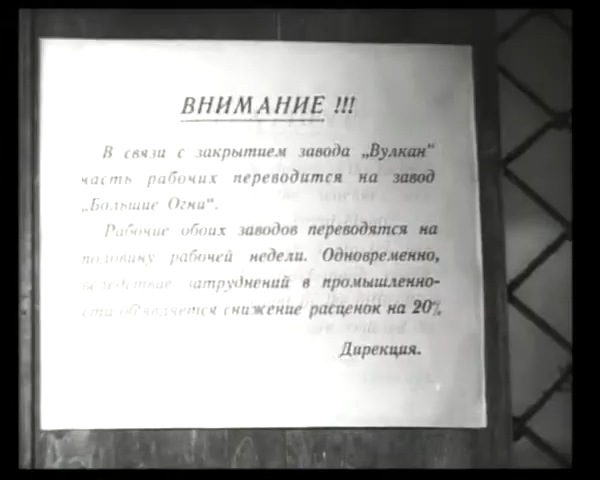 ВНИМАНИЕ !!!
В связи с закрытием завода „Вулкан“
часть рабочих переводится на завод
„Большие Огни“.
Рабочие обоих заводов переводятся на
половину рабочей недели. Одновременно,
вследствие затруднений в промышленно-
сти объявляется снижение расценок на 20%
Дирекция.